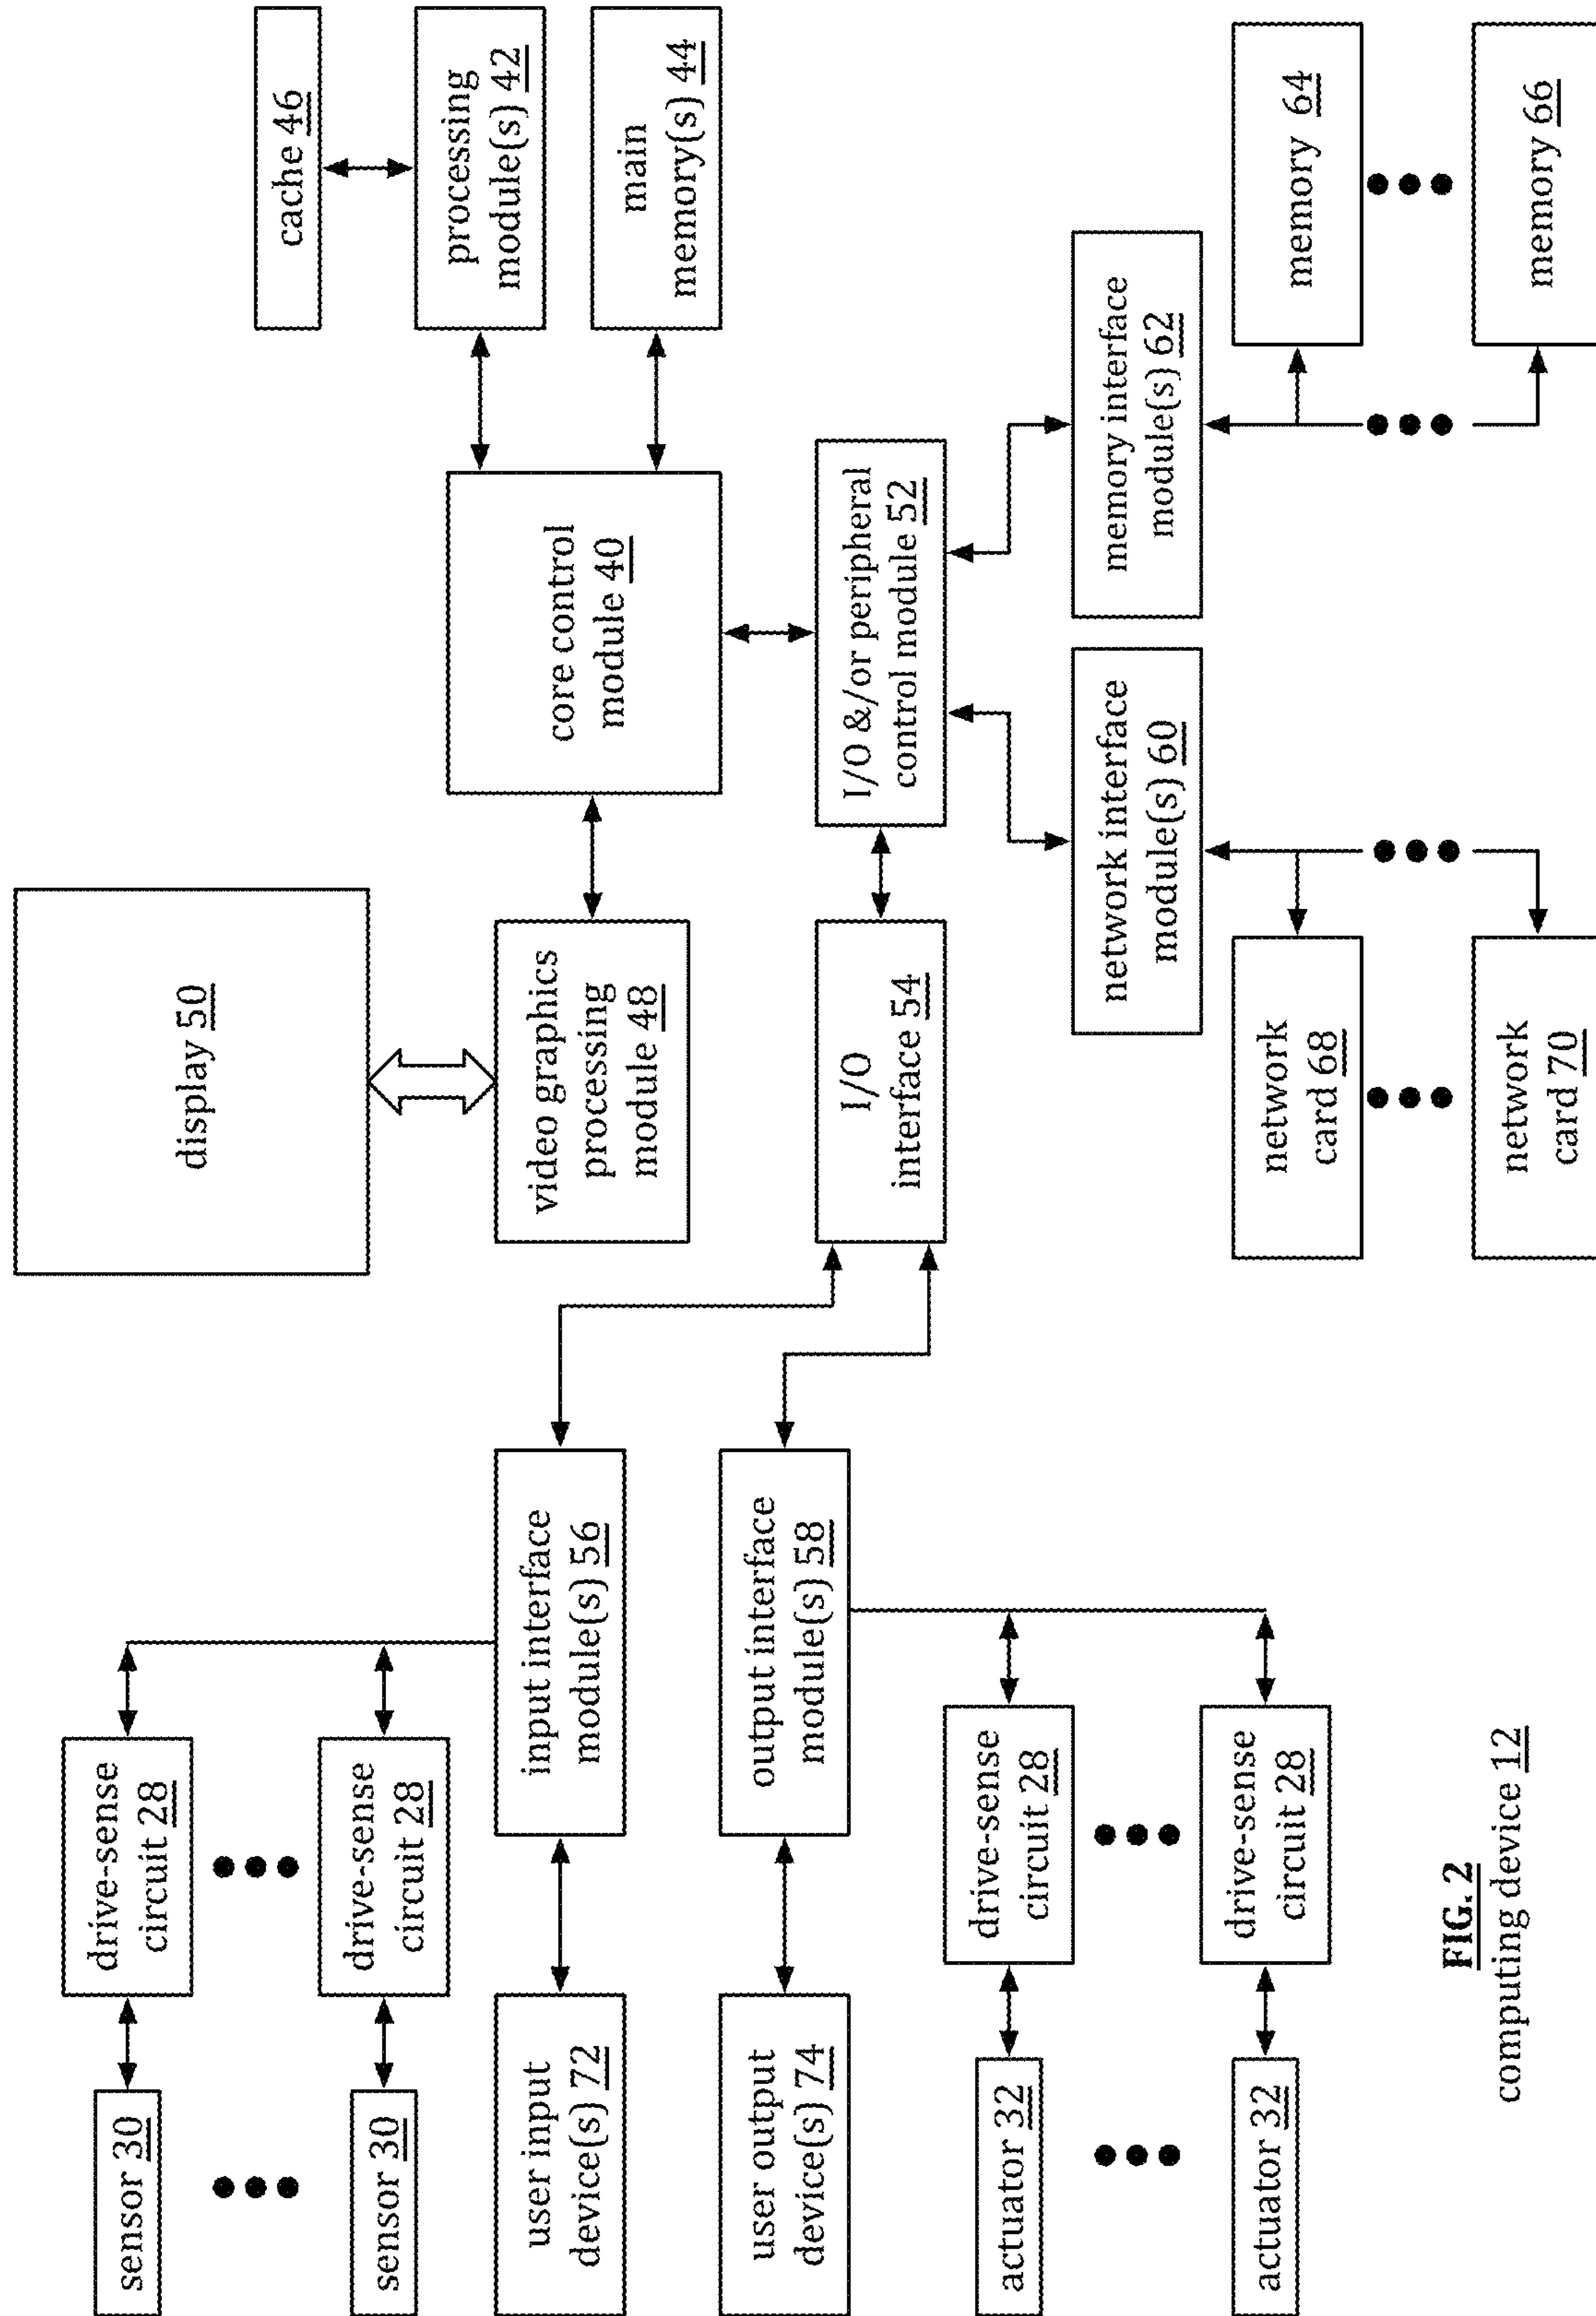 display 50
cache 46
processing
module(s) 42
main
memory(s) 44
core control
module 40
video graphics
processing
module 48
sensor 30
drive-sense
circuit 28
sensor 30
drive-sense
circuit 28
user input
device(s) 72
input interface
module(s) 56
user output
device(s) 74
output interface
module(s) 58
I/O
interface 54
I/O &/or peripheral
control module 52
actuator 32
drive-sense
circuit 28
actuator 32
drive-sense
circuit 28
network interface
module(s) 60
memory interface
module(s) 62
network
card 68
memory 64
network
card 70
memory 66
FIG. 2
computing device 12